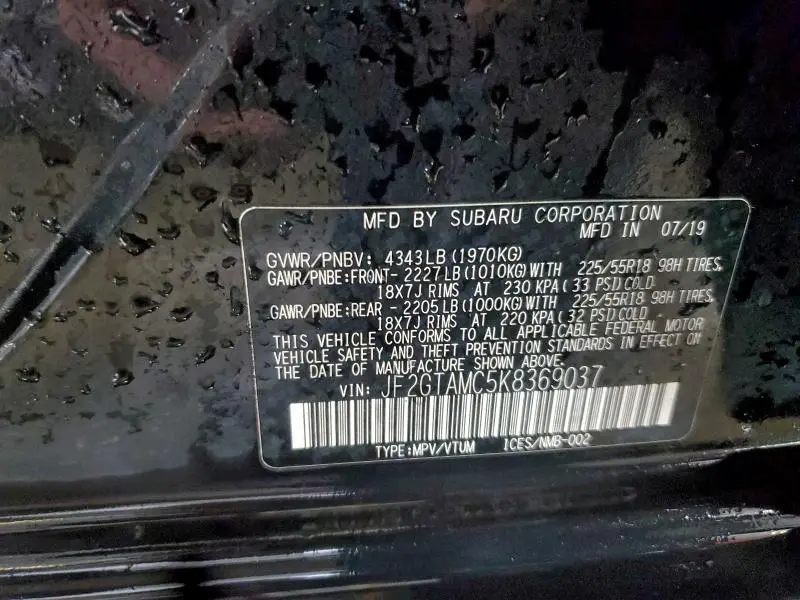 MFD BY SUBARU CORPORATION
MFD IN 07/19
GVWR/PNBV: 4343LB (1970KG)
GAWR/PNBE:FRONT- 2227LB (1010KG) WITH 225/55R18 98H TIRES,
18X7J RIMS AT 230 KPA( 33 PSI) COLD
GAWR/PNBE:REAR - 2205LB (1000KG) WITH 225/55R18 98H TIRES,
18X7J RIMS AT 220 KPA( 32 PSI) COLD
THIS VEHICLE CONFORMS TO ALL APPLICABLE FEDERAL MOTOR
VEHICLE SAFETY AND THEFT PREVENTION STANDARDS IN EFFECT ON
THE DATE OF MANUFACTURE SHOWN ABOVE.
VIN: JF2GTAMC5K8369037
TYPE:MPV/VTUM ICES/NMB-002